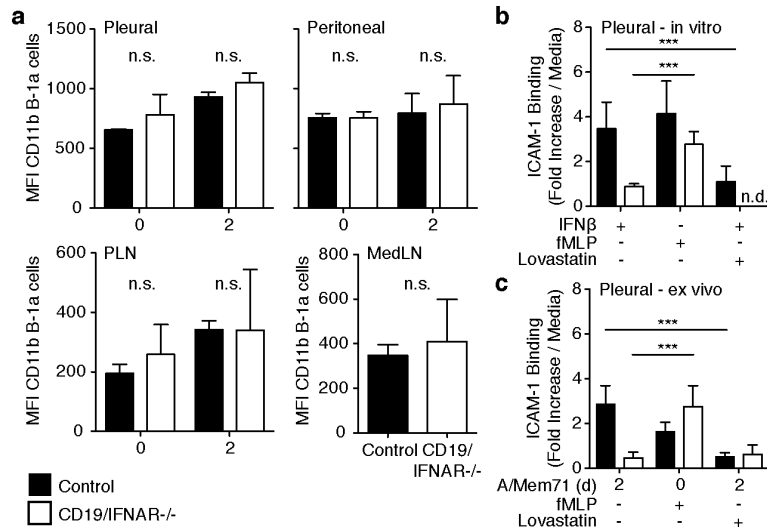 a
Pleural
Peritoneal
MFI CD11b B-1a cells
1500
1000
500
0
n.s.
n.s.
n.s.
n.s.
0
2
0
2
PLN
MedLN
MFI CD11b B-1a cells
600
400
200
0
n.s.
n.s.
0
2
MFI CD11b B-1a cells
800
600
400
200
0
n.s.
Control CD19/
IFNAR-/-
Control
CD19/IFNAR-/-
b
Pleural - in vitro
ICAM-1 Binding
(Fold Increase / Media)
8
6
4
2
0
***
***
n.d.
IFNβ + - +
fMLP - + -
Lovastatin - - +
c
Pleural - ex vivo
ICAM-1 Binding
(Fold Increase / Media)
8
6
4
2
0
***
***
A/Mem71 (d) 2 0 2
fMLP - + -
Lovastatin - - +